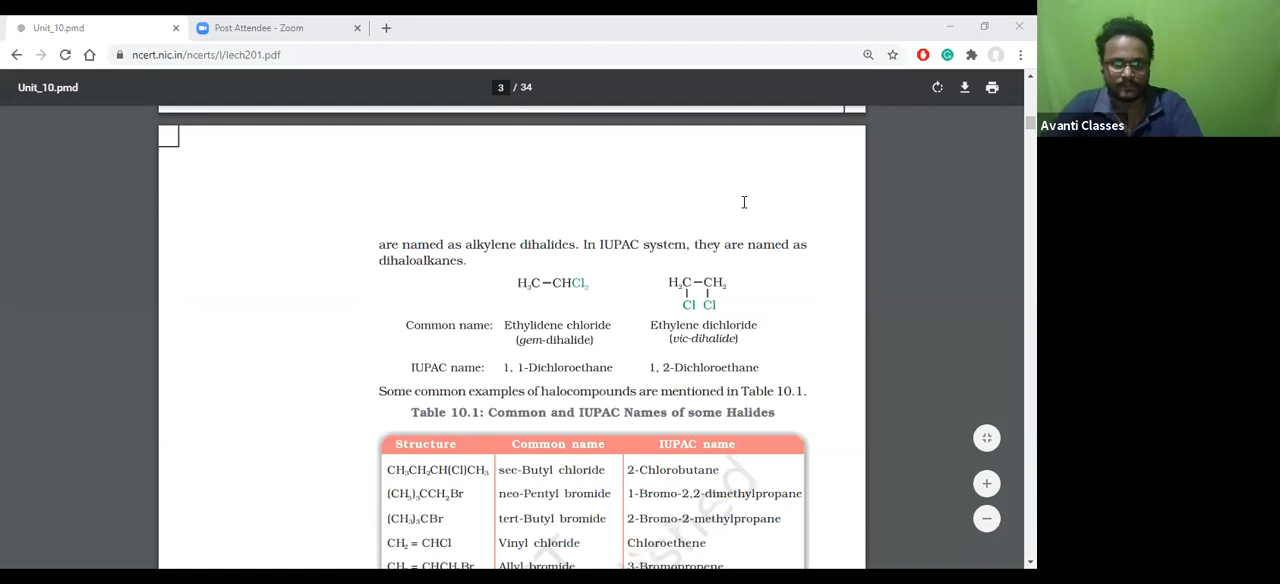 Unit_10.pmd
Post Attendee - Zoom
ncert.nic.in/ncerts/l/lech201.pdf
Unit_10.pmd
3 / 34
Avanti Classes
are named as alkylene dihalides. In IUPAC system, they are named as
dihaloalkanes.
H₃C−CHCl₂
H₂C−CH₂
Cl Cl
Common name: Ethylidene chloride Ethylene dichloride
(gem-dihalide) (vic-dihalide)
IUPAC name: 1, 1-Dichloroethane 1, 2-Dichloroethane
Some common examples of halocompounds are mentioned in Table 10.1.
Table 10.1: Common and IUPAC Names of some Halides
Structure Common name IUPAC name
CH₃CH₂CH(Cl)CH₃ sec-Butyl chloride 2-Chlorobutane
(CH₃)₃CCH₂Br neo-Pentyl bromide 1-Bromo-2,2-dimethylpropane
(CH₃)₃CBr tert-Butyl bromide 2-Bromo-2-methylpropane
CH₂ = CHCl Vinyl chloride Chloroethene
CH₂ = CHCH₂Br Allyl bromide 3-Bromopropene